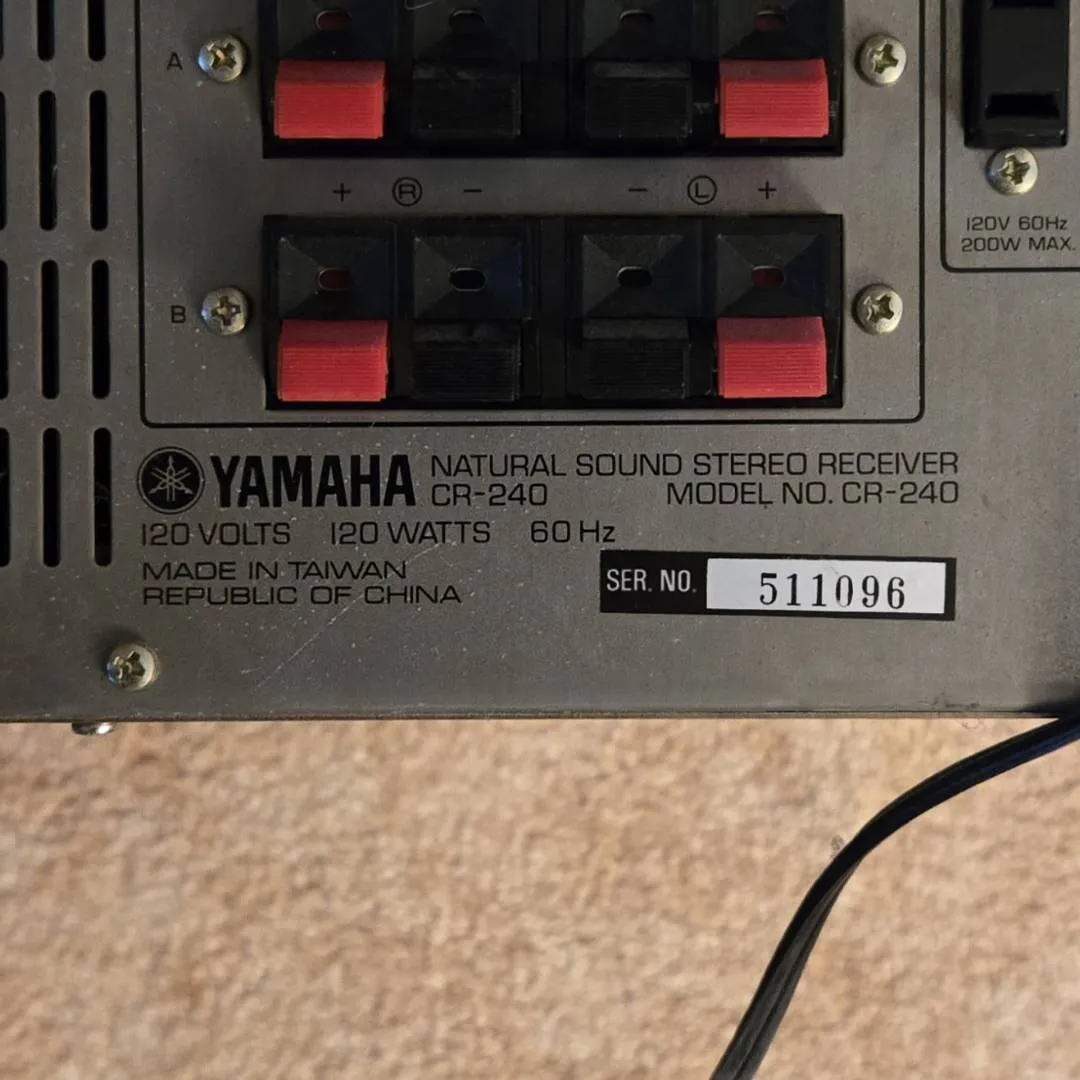 A
+ R − − L +
120V 60Hz
200W MAX.
B
YAMAHA NATURAL SOUND STEREO RECEIVER
CR-240 MODEL NO. CR-240
120 VOLTS 120 WATTS 60 Hz
MADE IN TAIWAN
REPUBLIC OF CHINA
SER. NO. 511096